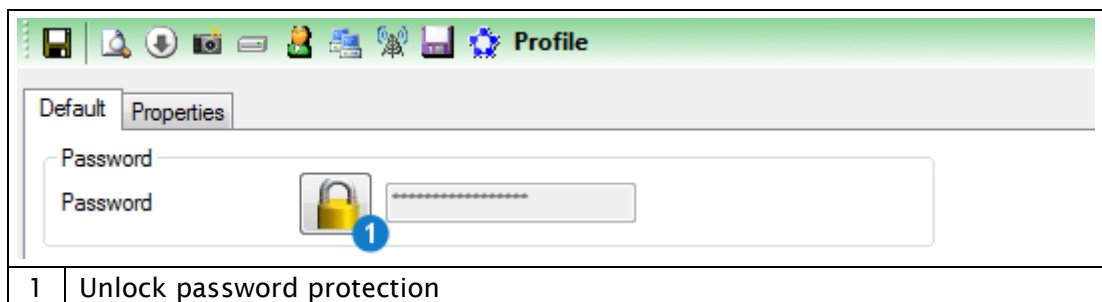 Profile
Default Properties
Password
Password *****************
1
1 Unlock password protection